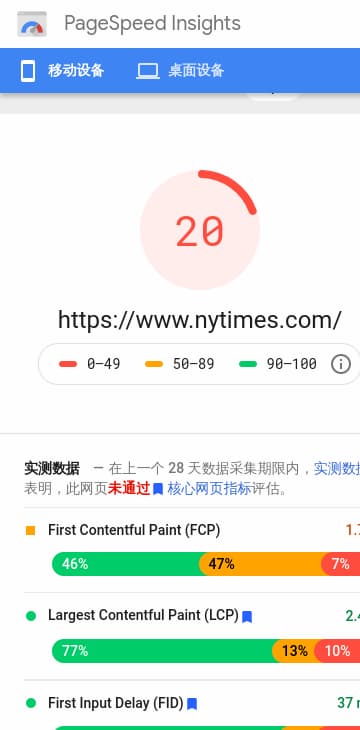 PageSpeed Insights
移动设备 桌面设备
20
https://www.nytimes.com/
0–49 50–89 90–100
实测数据 — 在上一个 28 天数据采集期限内，实测数
表明，此网页未通过 核心网页指标评估。
First Contentful Paint (FCP) 1.7
46% 47% 7%
Largest Contentful Paint (LCP) 2.4
77% 13% 10%
First Input Delay (FID) 37